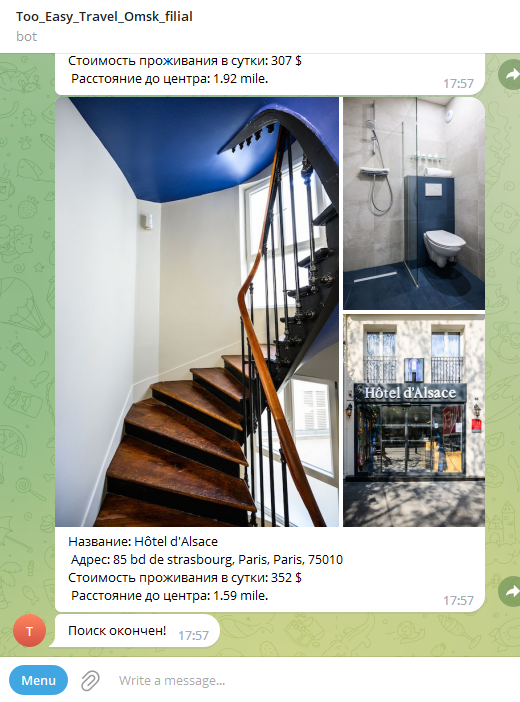 Too_Easy_Travel_Omsk_filial
bot
Стоимость проживания в сутки: 307 $
Расстояние до центра: 1.92 mile.
17:57
Hôtel d'Alsace
Название: Hôtel d'Alsace
Адрес: 85 bd de strasbourg, Paris, Paris, 75010
Стоимость проживания в сутки: 352 $
Расстояние до центра: 1.59 mile.
17:57
T
Поиск окончен!
17:57
Menu
Write a message...